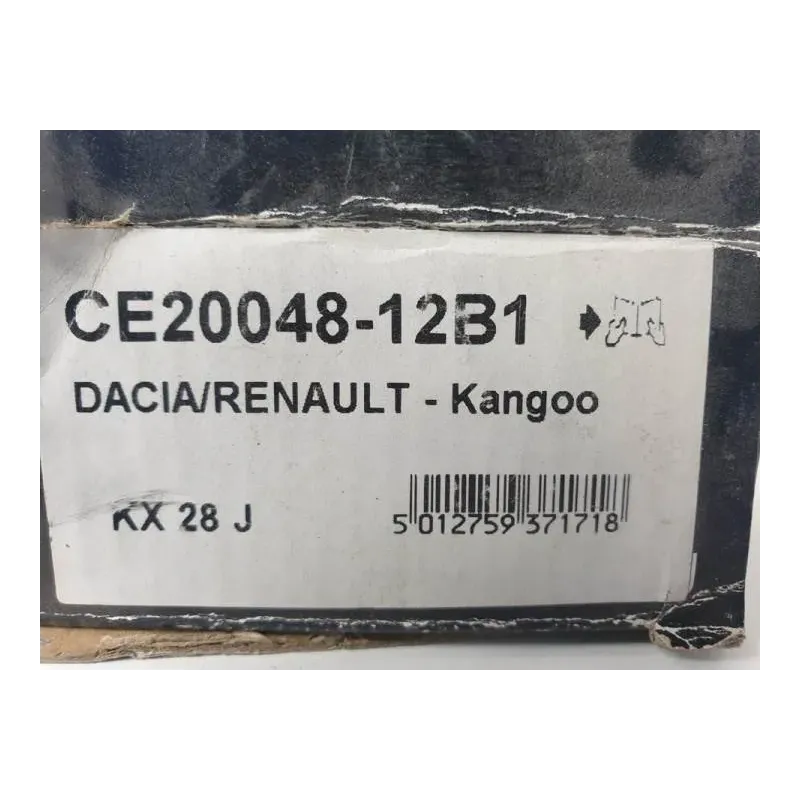 CE20048-12B1
DACIA/RENAULT - Kangoo
KX 28 J
5 012759 371718